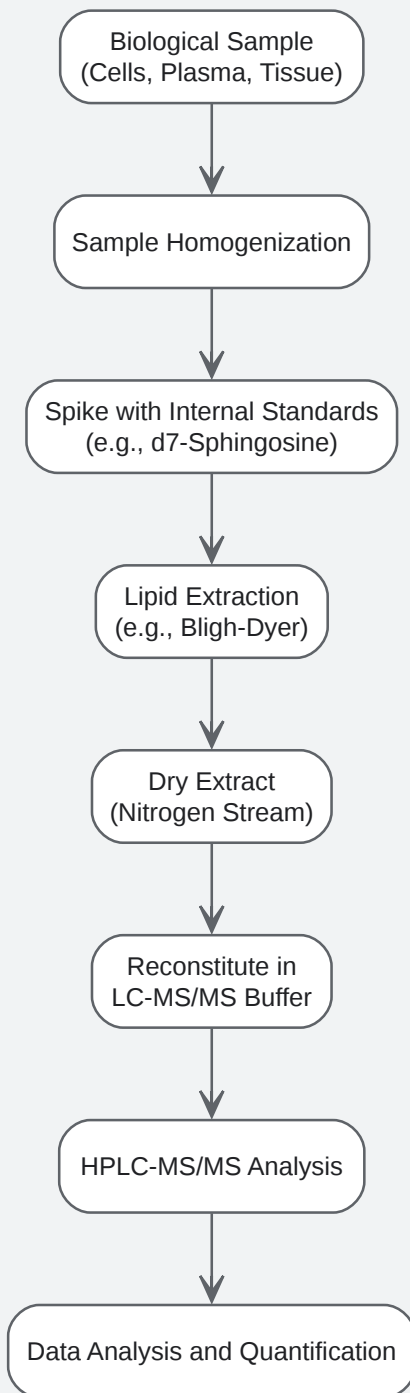 Biological Sample
(Cells, Plasma, Tissue)
Sample Homogenization
Spike with Internal Standards
(e.g., d7-Sphingosine)
Lipid Extraction
(e.g., Bligh-Dyer)
Dry Extract
(Nitrogen Stream)
Reconstitute in
LC-MS/MS Buffer
HPLC-MS/MS Analysis
Data Analysis and Quantification